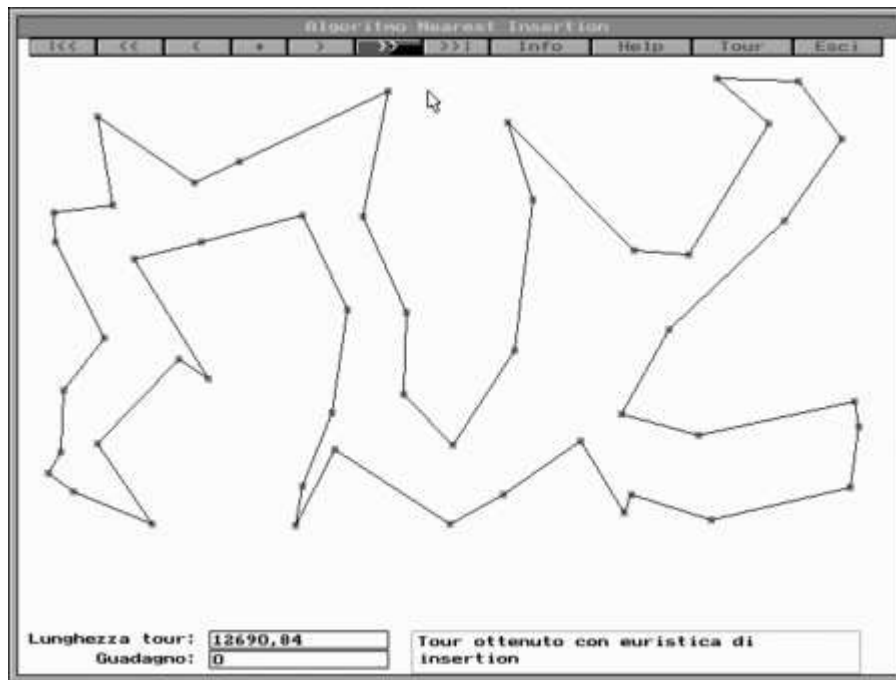 Algoritmo Nearest Insertion
|<< << < * > >> >>| Info Help Tour Esci
Lunghezza tour: 12690,84
Guadagno: 0
Tour ottenuto con euristica di
insertion